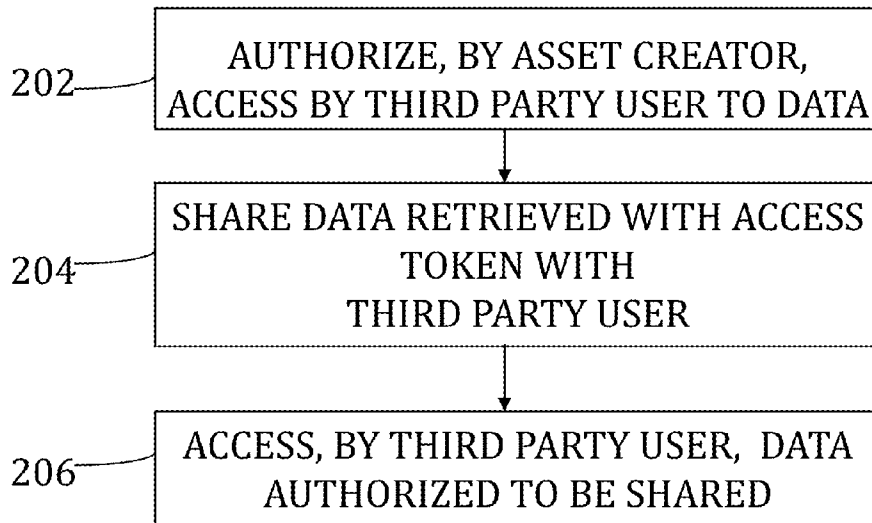 202
AUTHORIZE, BY ASSET CREATOR,
ACCESS BY THIRD PARTY USER TO DATA
204
SHARE DATA RETRIEVED WITH ACCESS
TOKEN WITH
THIRD PARTY USER
206
ACCESS, BY THIRD PARTY USER, DATA
AUTHORIZED TO BE SHARED